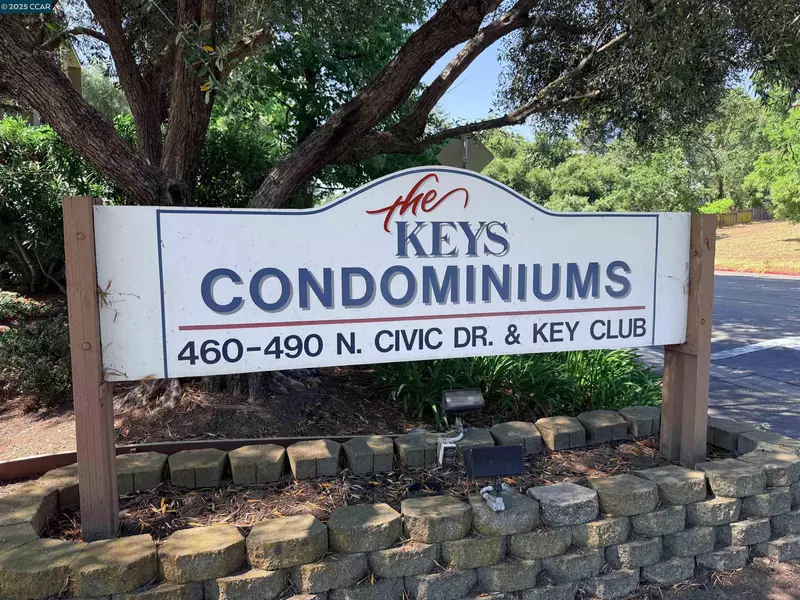 © 2025 CCAR
the
KEYS
CONDOMINIUMS
460-490 N. CIVIC DR. & KEY CLUB